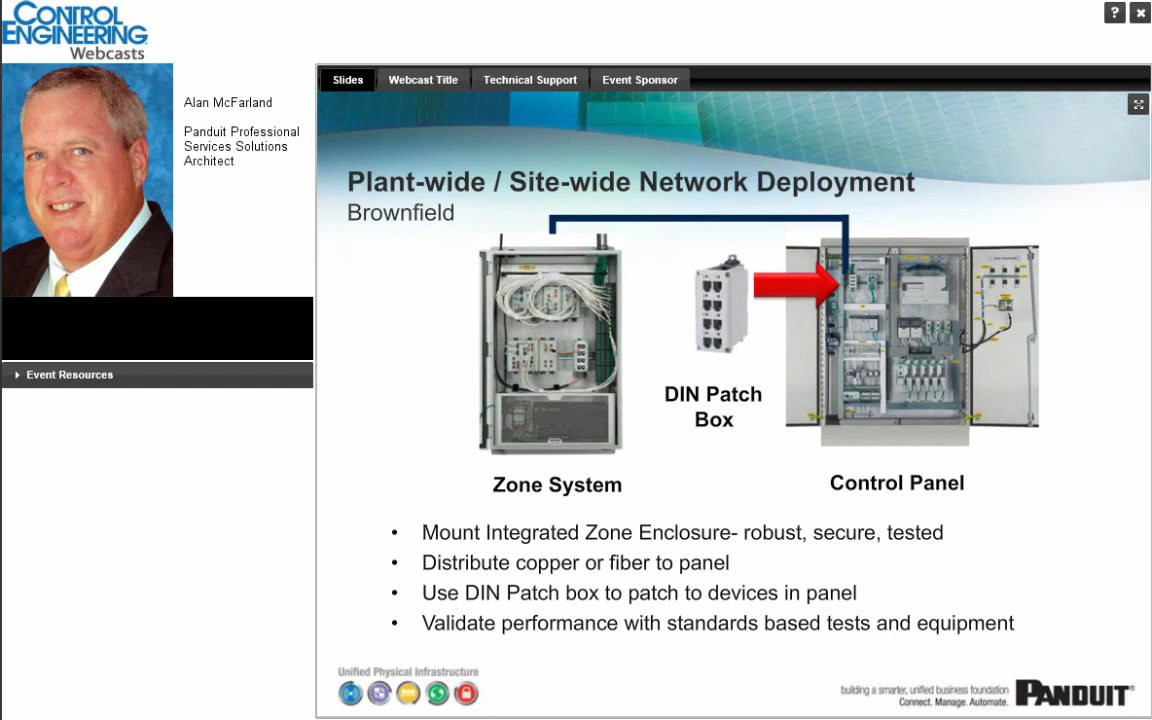 CONTROL
ENGINEERING
Webcasts
? ×
Alan McFarland
Panduit Professional
Services Solutions
Architect
Event Resources
Slides Webcast Title Technical Support Event Sponsor
Plant-wide / Site-wide Network Deployment
Brownfield
DIN Patch
Box
Zone System
Control Panel
• Mount Integrated Zone Enclosure- robust, secure, tested
• Distribute copper or fiber to panel
• Use DIN Patch box to patch to devices in panel
• Validate performance with standards based tests and equipment
Unified Physical Infrastructure
building a smarter, unified business foundation
Connect. Manage. Automate.
PANDUIT®